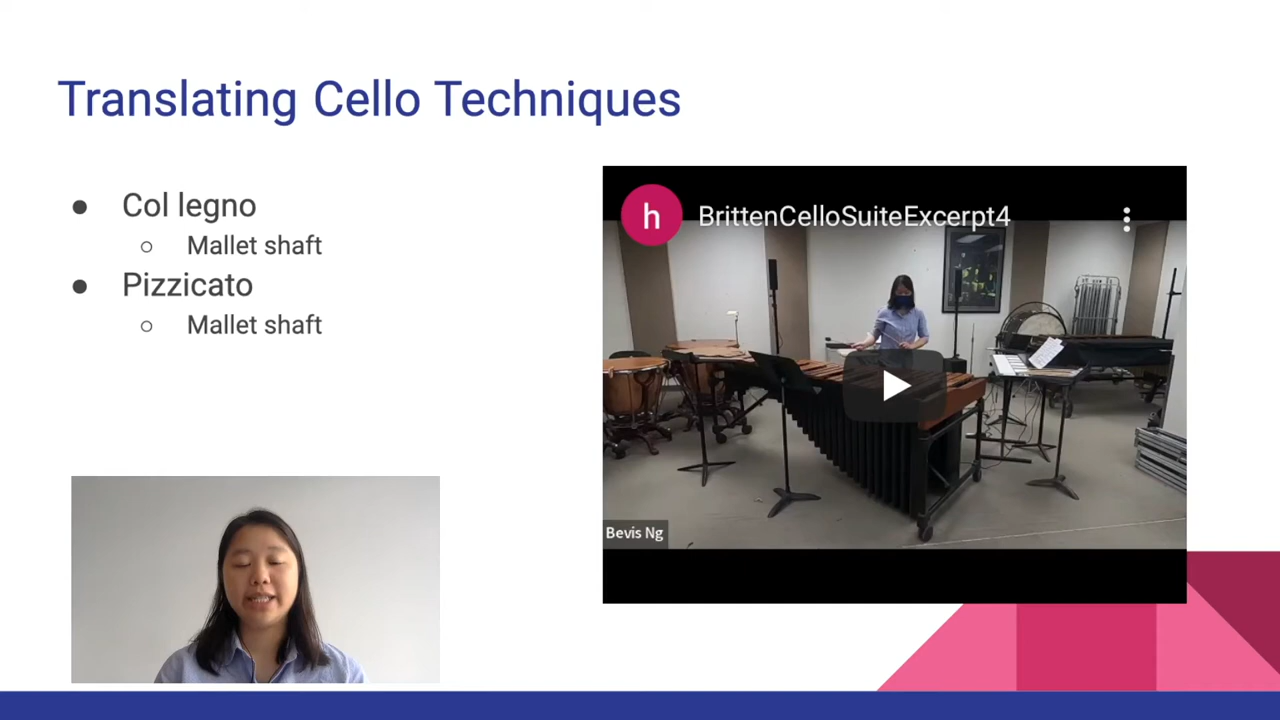 Translating Cello Techniques
● Col legno
○ Mallet shaft
● Pizzicato
○ Mallet shaft
h
BrittenCelloSuiteExcerpt4
Bevis Ng